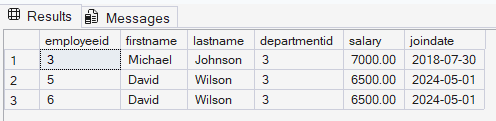 Results Messages
employeeid firstname lastname departmentid salary joindate
1 3 Michael Johnson 3 7000.00 2018-07-30
2 5 David Wilson 3 6500.00 2024-05-01
3 6 David Wilson 3 6500.00 2024-05-01